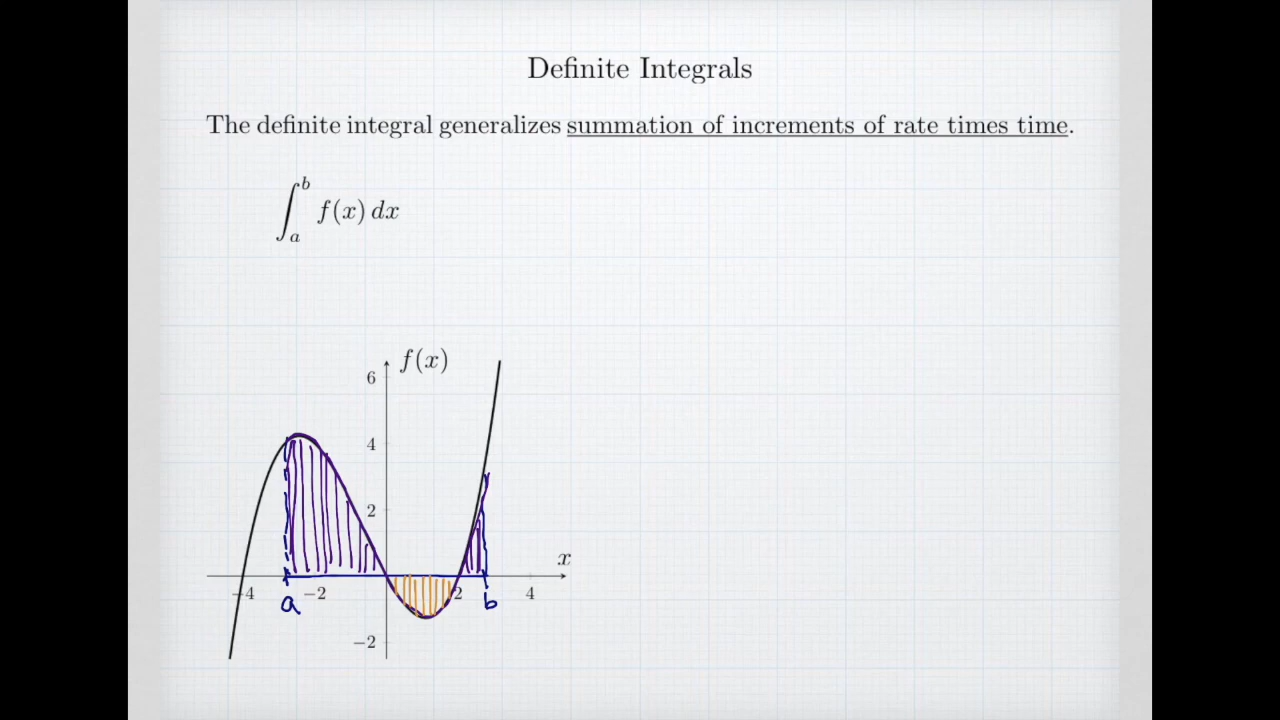 Definite Integrals
The definite integral generalizes summation of increments of rate times time.
∫_a^b f(x) dx
f(x)
6
4
2
x
−4 −2 2 4
a b
−2